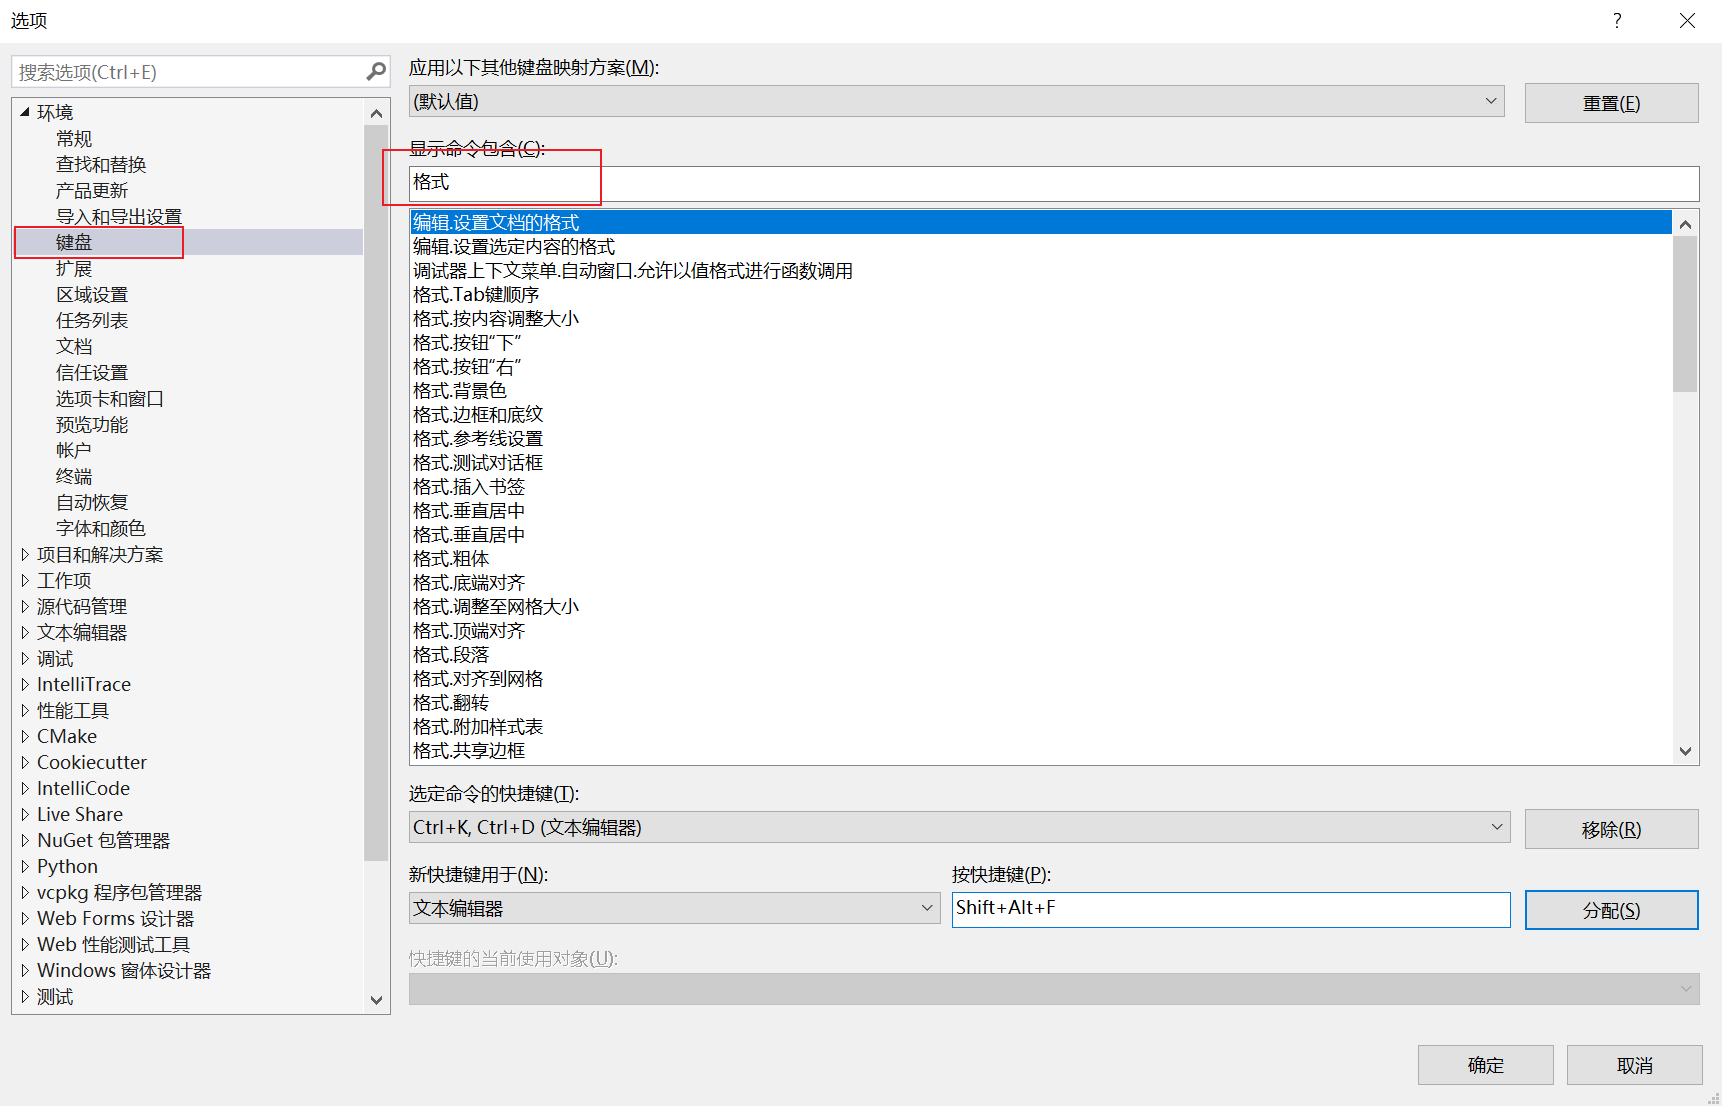 选项
搜索选项(Ctrl+E)
环境
常规
查找和替换
产品更新
导入和导出设置
键盘
扩展
区域设置
任务列表
文档
信任设置
选项卡和窗口
预览功能
帐户
终端
自动恢复
字体和颜色
项目和解决方案
工作项
源代码管理
文本编辑器
调试
IntelliTrace
性能工具
CMake
Cookiecutter
IntelliCode
Live Share
NuGet 包管理器
Python
vcpkg 程序包管理器
Web Forms 设计器
Web 性能测试工具
Windows 窗体设计器
测试
应用以下其他键盘映射方案(M):
(默认值)
重置(E)
显示命令包含(C):
格式
编辑.设置文档的格式
编辑.设置选定内容的格式
调试器上下文菜单.自动窗口.允许以值格式进行函数调用
格式.Tab键顺序
格式.按内容调整大小
格式.按钮“下”
格式.按钮“右”
格式.背景色
格式.边框和底纹
格式.参考线设置
格式.测试对话框
格式.插入书签
格式.垂直居中
格式.垂直居中
格式.粗体
格式.底端对齐
格式.调整至网格大小
格式.顶端对齐
格式.段落
格式.对齐到网格
格式.翻转
格式.附加样式表
格式.共享边框
选定命令的快捷键(T):
Ctrl+K, Ctrl+D (文本编辑器)
移除(R)
新快捷键用于(N):
按快捷键(P):
文本编辑器
Shift+Alt+F
分配(S)
快捷键的当前使用对象(U):
确定
取消